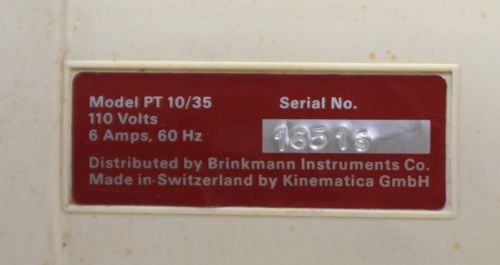 Model PT 10/35
Serial No.
110 Volts
6 Amps, 60 Hz
16516
Distributed by Brinkmann Instruments Co.
Made in Switzerland by Kinematica GmbH